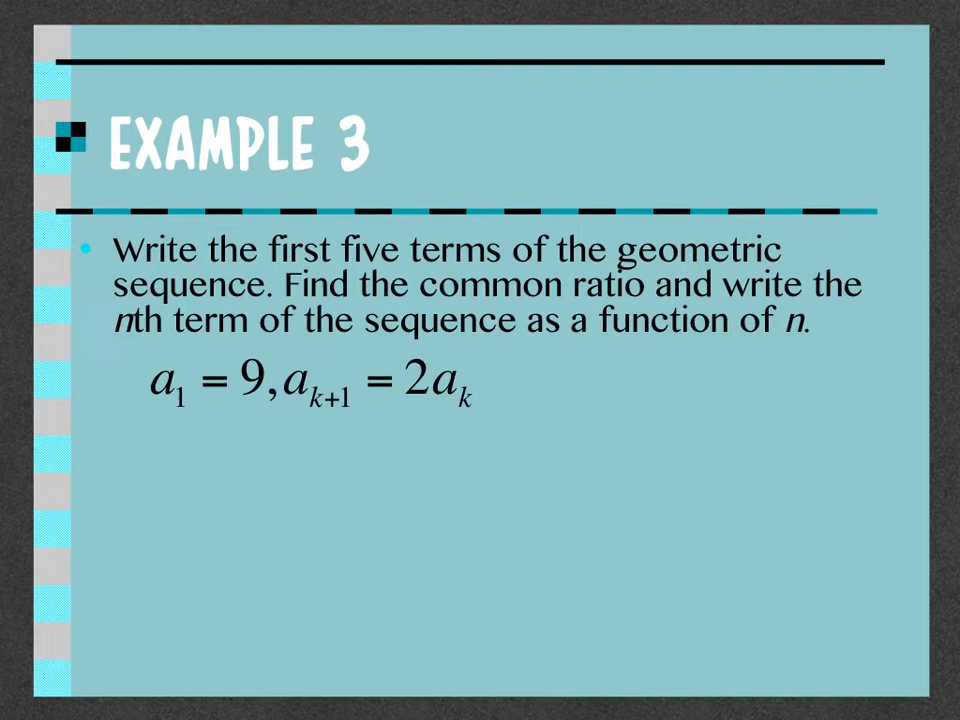 EXAMPLE 3
• Write the first five terms of the geometric
sequence. Find the common ratio and write the
nth term of the sequence as a function of n.
a₁ = 9, aₖ₊₁ = 2aₖ